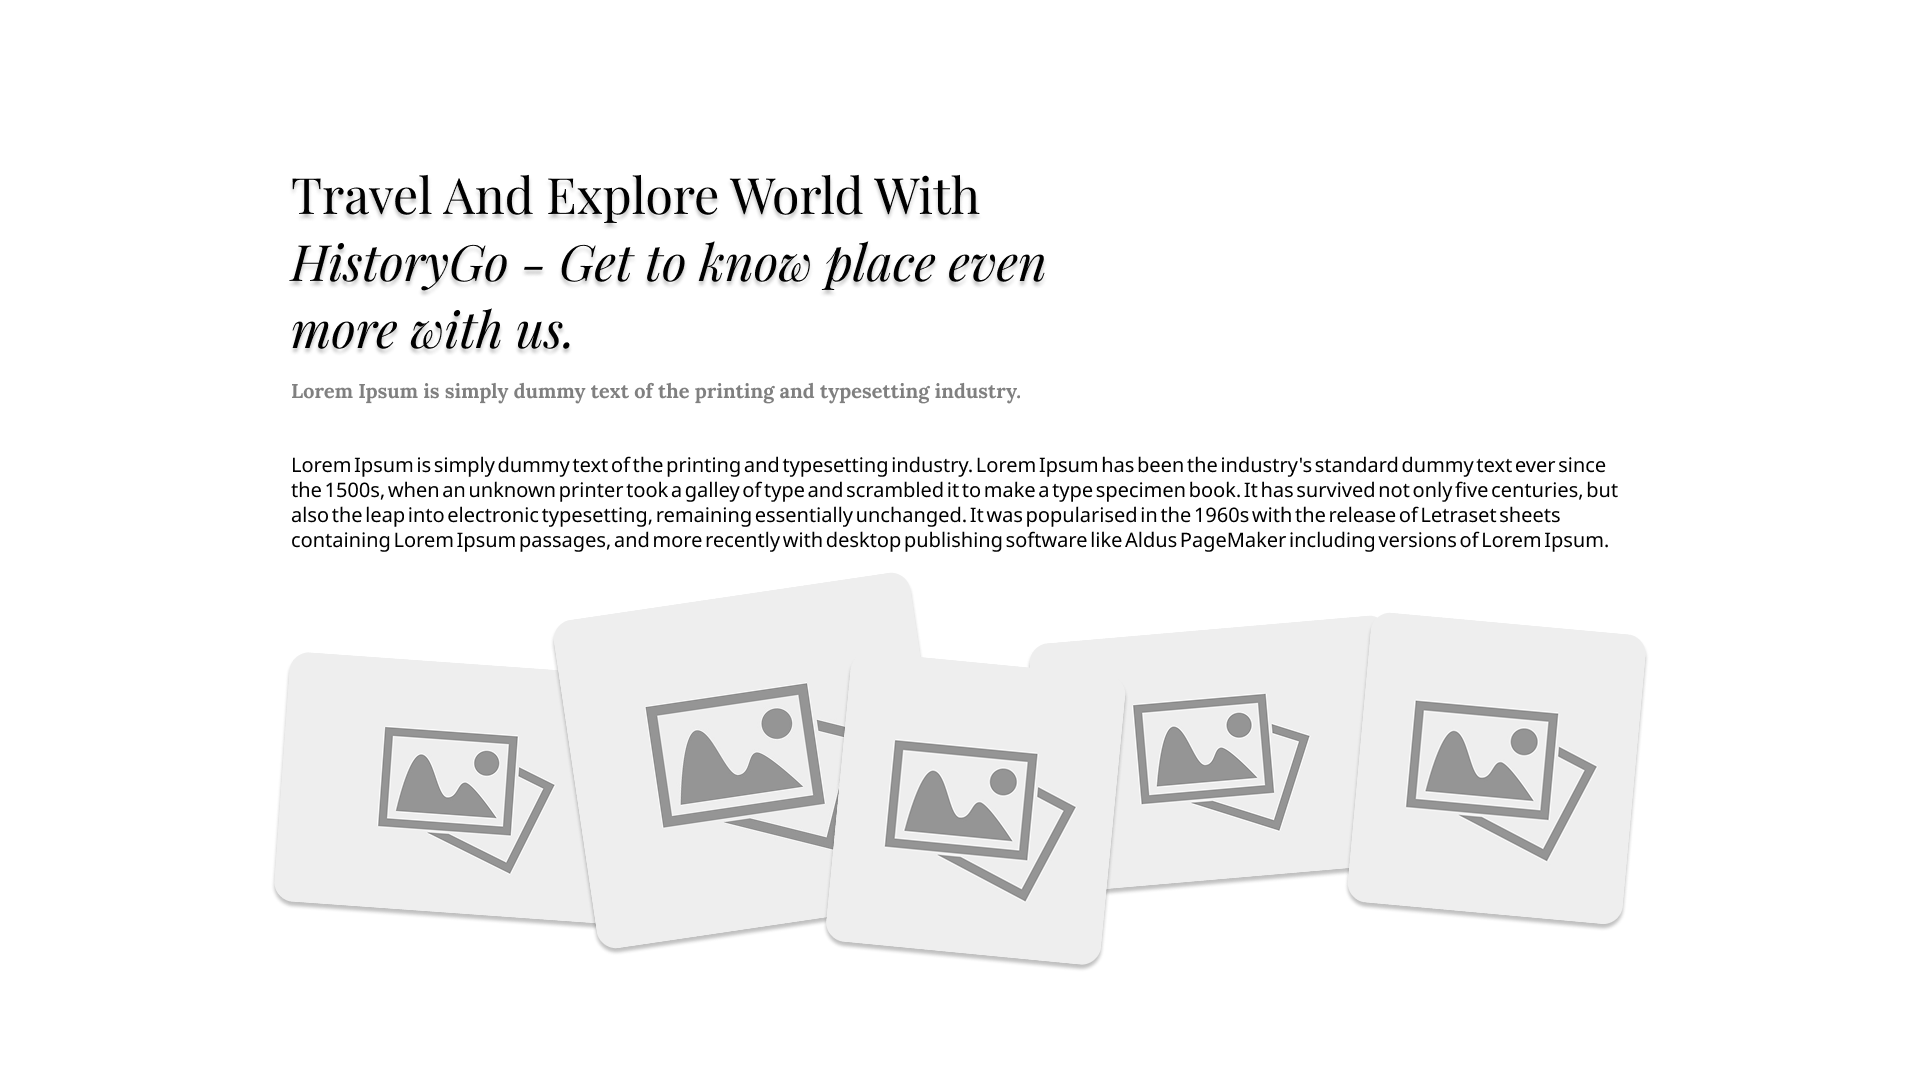 Travel And Explore World With
HistoryGo - Get to know place even
more with us.
Lorem Ipsum is simply dummy text of the printing and typesetting industry.
Lorem Ipsum is simply dummy text of the printing and typesetting industry. Lorem Ipsum has been the industry's standard dummy text ever since
the 1500s, when an unknown printer took a galley of type and scrambled it to make a type specimen book. It has survived not only five centuries, but
also the leap into electronic typesetting, remaining essentially unchanged. It was popularised in the 1960s with the release of Letraset sheets
containing Lorem Ipsum passages, and more recently with desktop publishing software like Aldus PageMaker including versions of Lorem Ipsum.